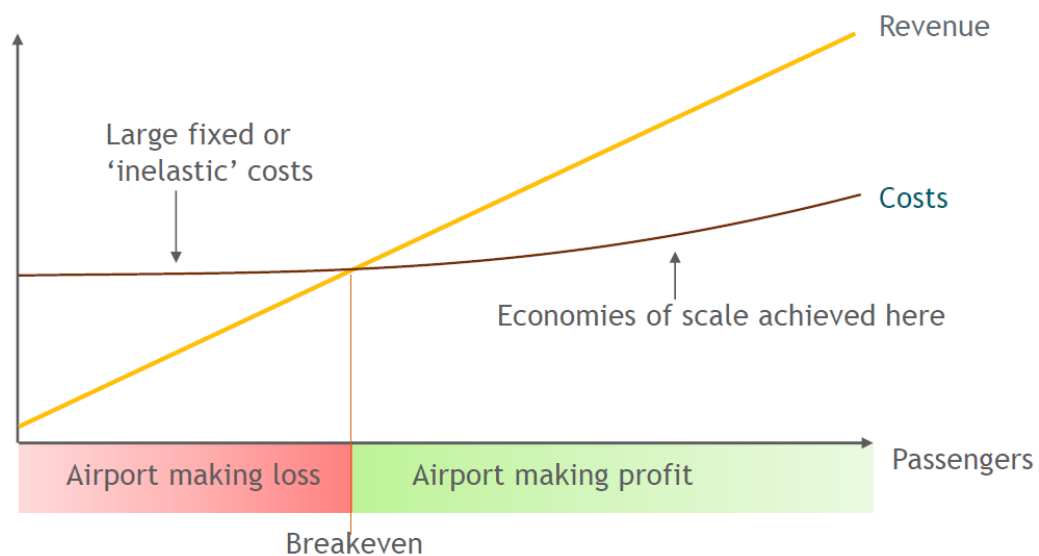 Revenue
Large fixed or
‘inelastic’ costs
Costs
Economies of scale achieved here
Airport making loss
Airport making profit
Passengers
Breakeven